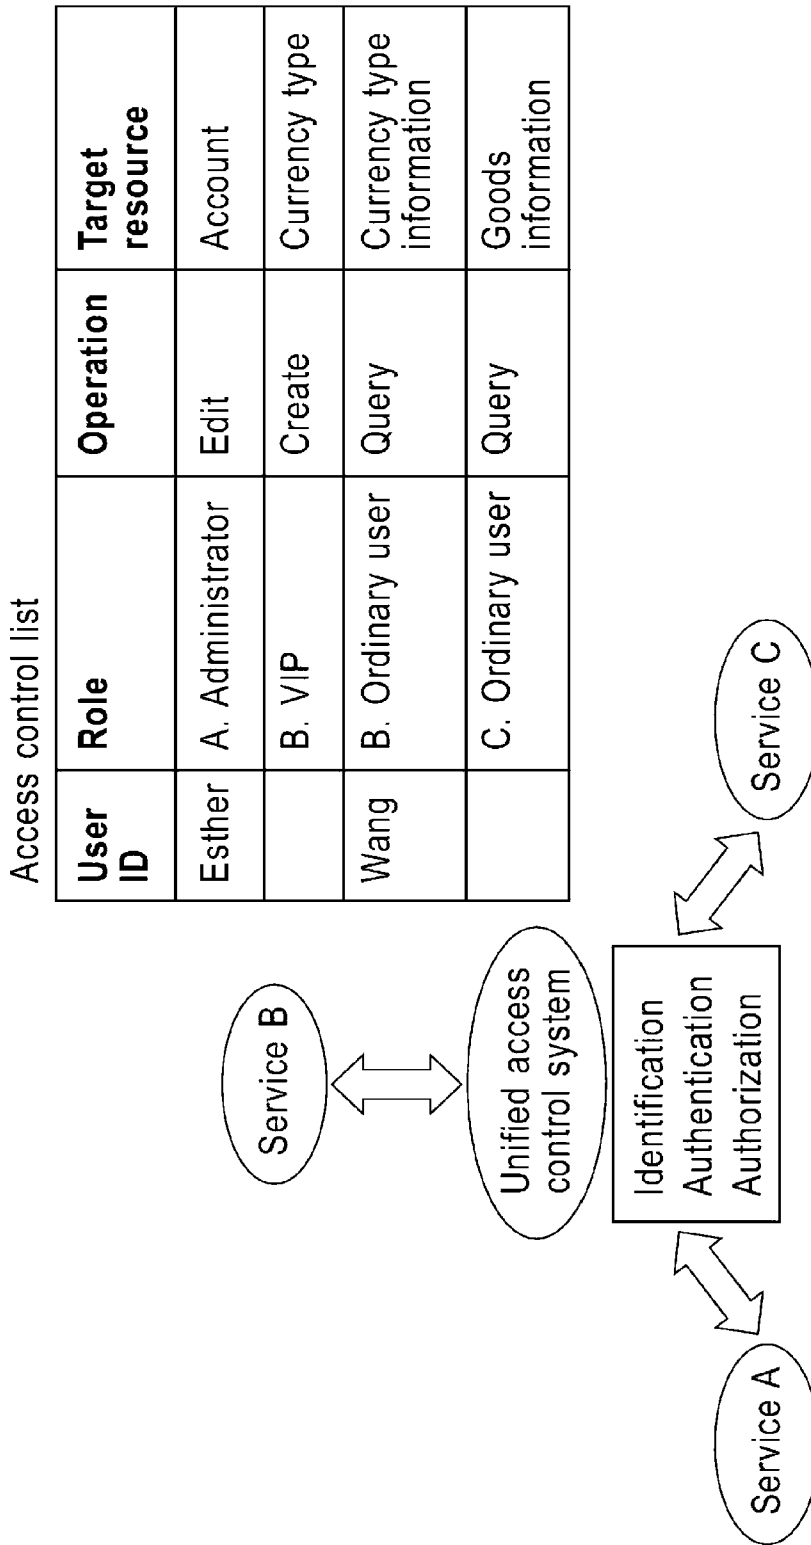 Access control list
User ID
Role
Operation
Target resource
Esther
A. Administrator
Edit
Account
B. VIP
Create
Currency type
Wang
B. Ordinary user
Query
Currency type information
C. Ordinary user
Query
Goods information
Service B
Unified access
control system
Identification
Authentication
Authorization
Service A
Service C